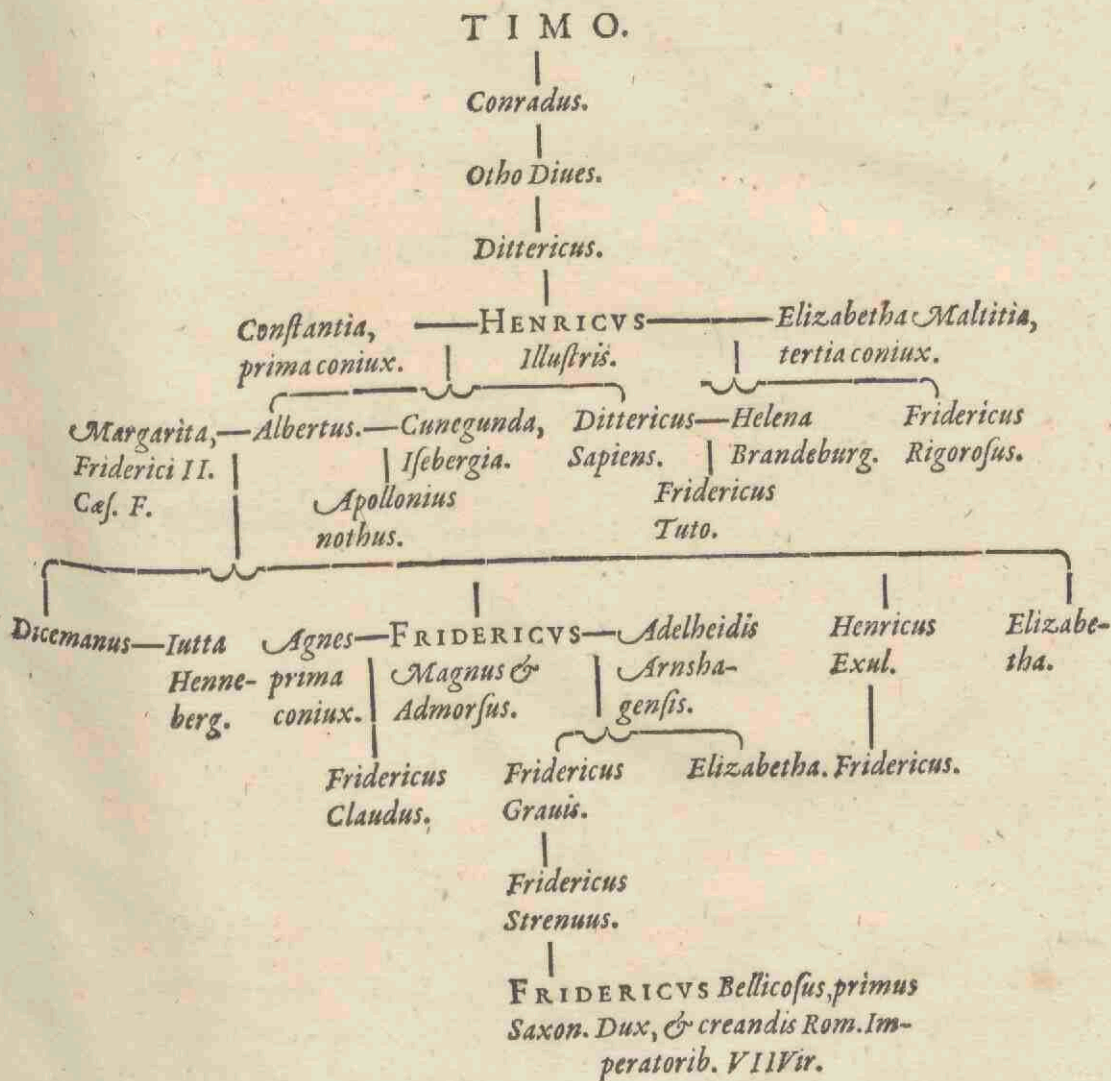 TIMO.
Conradus.
Otho Diues.
Dittericus.
Conſtantia, HENRICVS Elizabetha Maltitia,
prima coniux. Illuſtris. tertia coniux.
Margarita, Albertus. Cunegunda, Dittericus Helena Fridericus
Friderici II. Iſebergia. Sapiens. Brandeburg. Rigoroſus.
Cæſ. F. Apollonius Fridericus
nothus. Tuto.
Dicemanus Iutta Agnes FRIDERICVS Adelheidis Henricus Elizabe-
Henne- prima Magnus & Arnsha- Exul. tha.
berg. coniux. Admorſus. genſis.
Fridericus Fridericus Elizabetha. Fridericus.
Claudus. Grauis.
Fridericus
Strenuus.
FRIDERICVS Bellicoſus, primus
Saxon. Dux, & creandis Rom. Im-
peratorib. VIIVir.